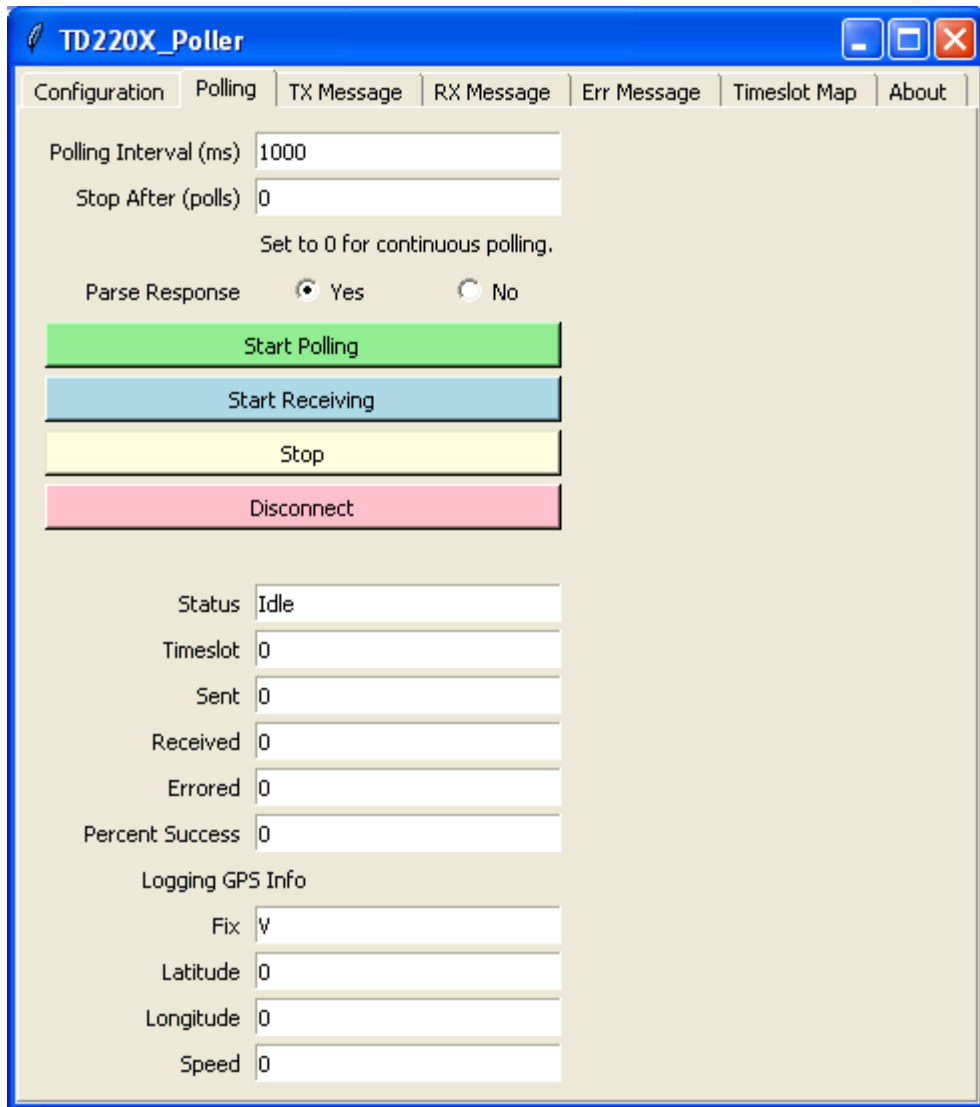 TD220X_Poller
Configuration Polling TX Message RX Message Err Message Timeslot Map About
Polling Interval (ms) 1000
Stop After (polls) 0
Set to 0 for continuous polling.
Parse Response Yes No
Start Polling
Start Receiving
Stop
Disconnect
Status Idle
Timeslot 0
Sent 0
Received 0
Errored 0
Percent Success 0
Logging GPS Info
Fix V
Latitude 0
Longitude 0
Speed 0